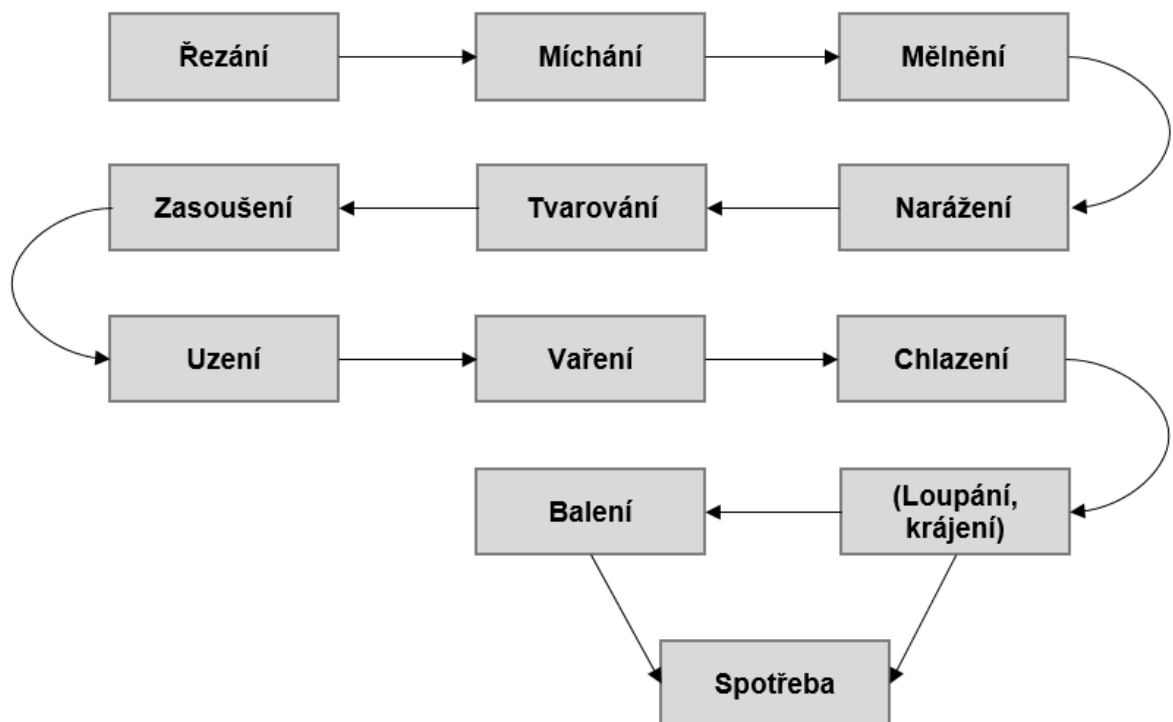 Řezání
Míchání
Mělnění
Narážení
Tvarování
Zasoušení
Uzení
Vaření
Chlazení
(Loupání,
krájení)
Balení
Spotřeba